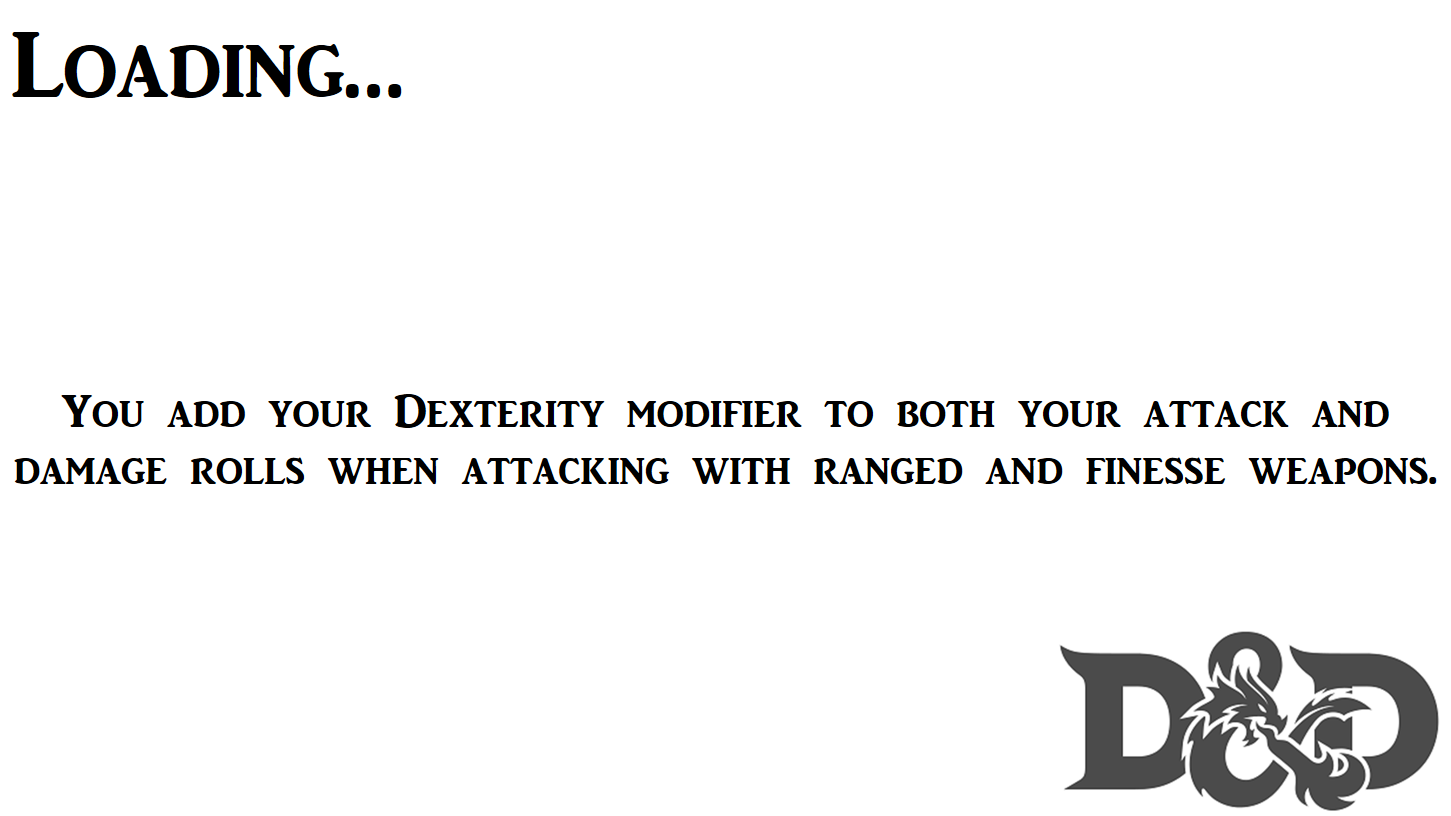 Loading...
You add your Dexterity modifier to both your attack and
damage rolls when attacking with ranged and finesse weapons.
D&D